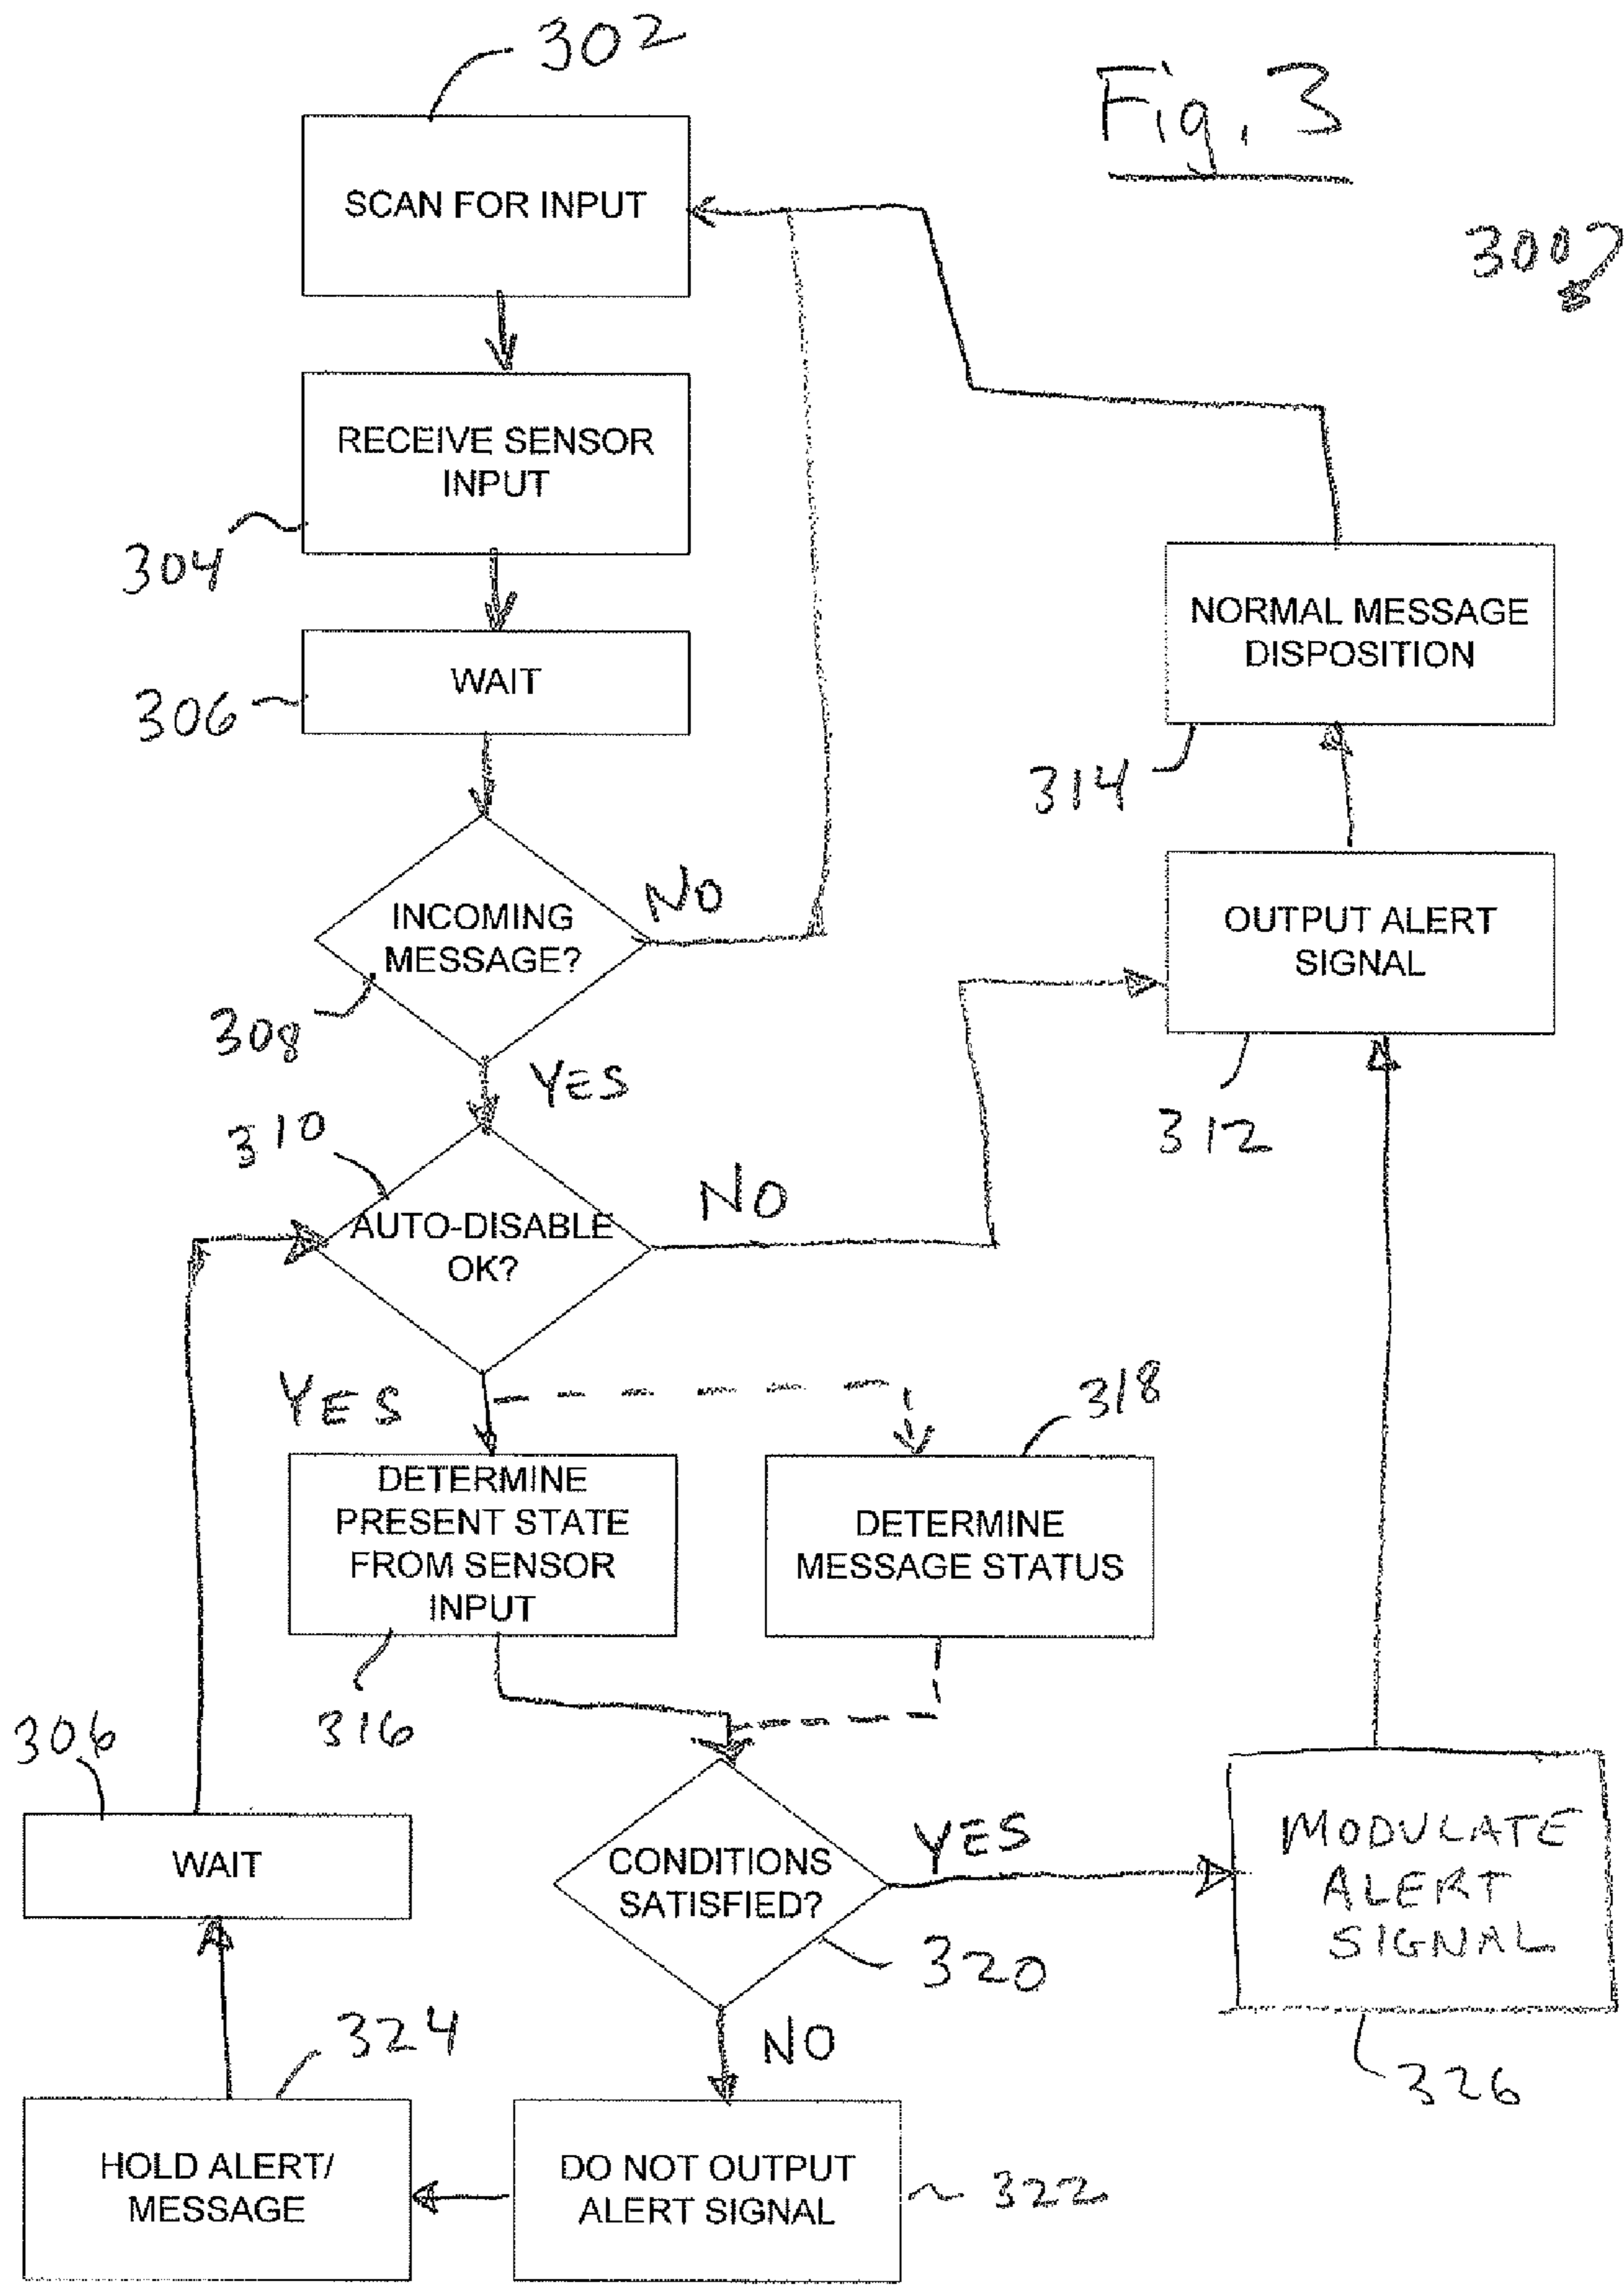 302
Fig. 3
300
SCAN FOR INPUT
RECEIVE SENSOR
INPUT
304
WAIT
306
NORMAL MESSAGE
DISPOSITION
314
INCOMING
MESSAGE?
NO
308
YES
OUTPUT ALERT
SIGNAL
312
310
AUTO-DISABLE
OK?
NO
YES
318
DETERMINE
PRESENT STATE
FROM SENSOR
INPUT
316
DETERMINE
MESSAGE STATUS
306
WAIT
CONDITIONS
SATISFIED?
YES
320
NO
MODULATE
ALERT
SIGNAL
326
324
HOLD ALERT/
MESSAGE
DO NOT OUTPUT
ALERT SIGNAL
322